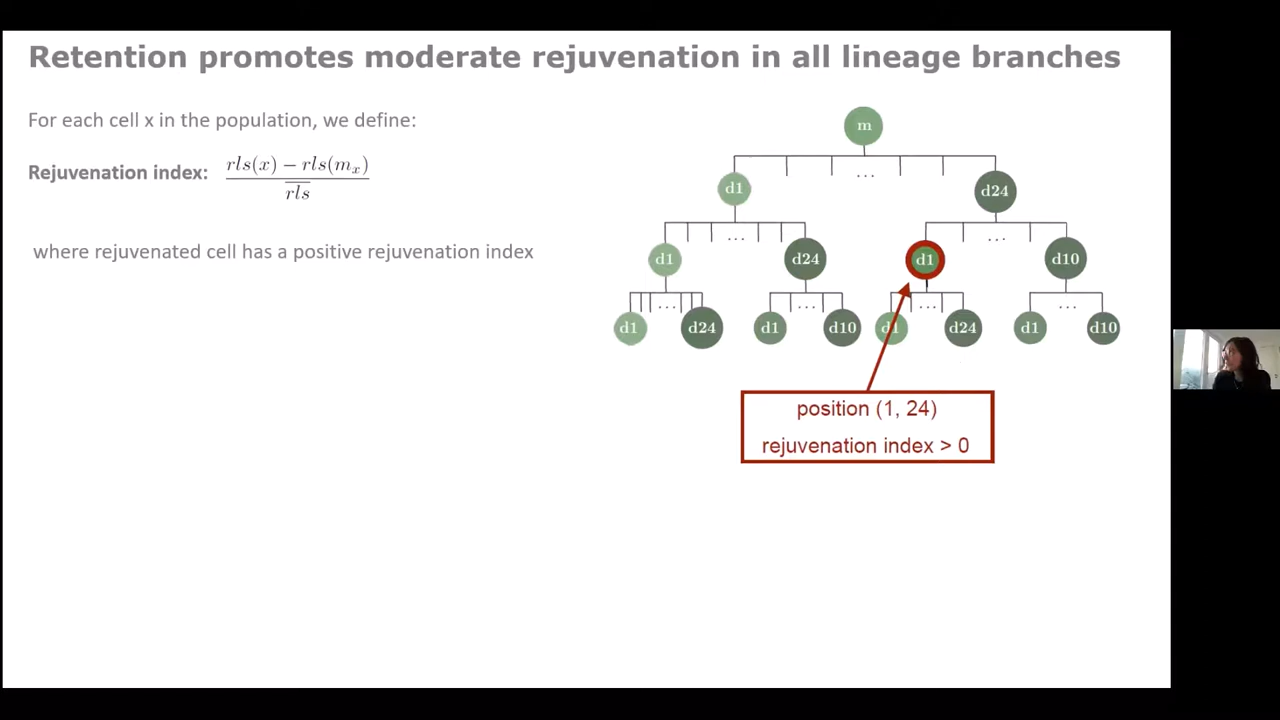 Retention promotes moderate rejuvenation in all lineage branches
For each cell x in the population, we define:
Rejuvenation index: rls(x) − rls(mₓ)
rls
where rejuvenated cell has a positive rejuvenation index
m
...
d1 d24
... ...
d1 d24 d1 d10
... ... ... ...
d1 d24 d1 d10 d1 d24 d1 d10
position (1, 24)
rejuvenation index > 0